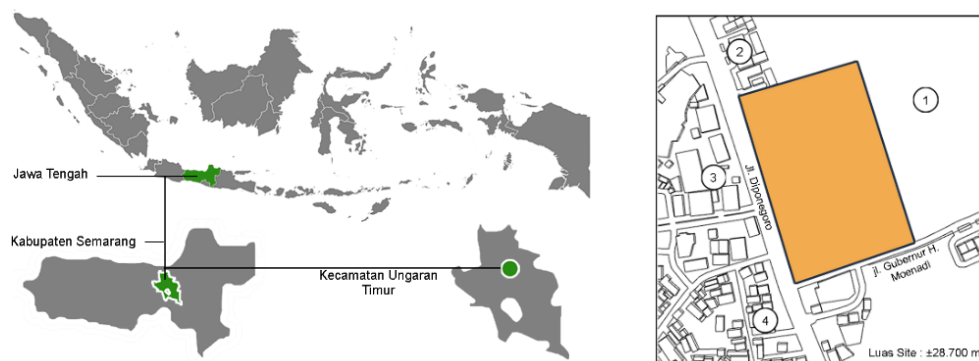 Jawa Tengah
Kabupaten Semarang
Kecamatan Ungaran
Timur
2
1
3
Jl. Diponegoro
jl. Gubernur H.
Moenadi
4
Luas Site : ±28.700 m